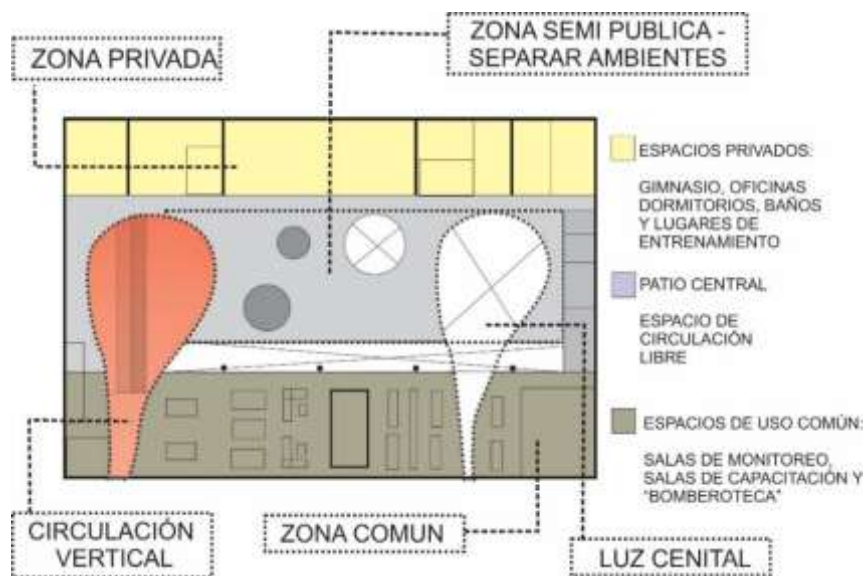 ZONA PRIVADA
ZONA SEMI PUBLICA -
SEPARAR AMBIENTES
ESPACIOS PRIVADOS:
GIMNASIO, OFICINAS
DORMITORIOS, BAÑOS
Y LUGARES DE
ENTRENAMIENTO
PATIO CENTRAL
ESPACIO DE
CIRCULACIÓN
LIBRE
ESPACIOS DE USO COMÚN:
SALAS DE MONITOREO,
SALAS DE CAPACITACIÓN Y
"BOMBEROTECA"
CIRCULACIÓN
VERTICAL
ZONA COMUN
LUZ CENITAL